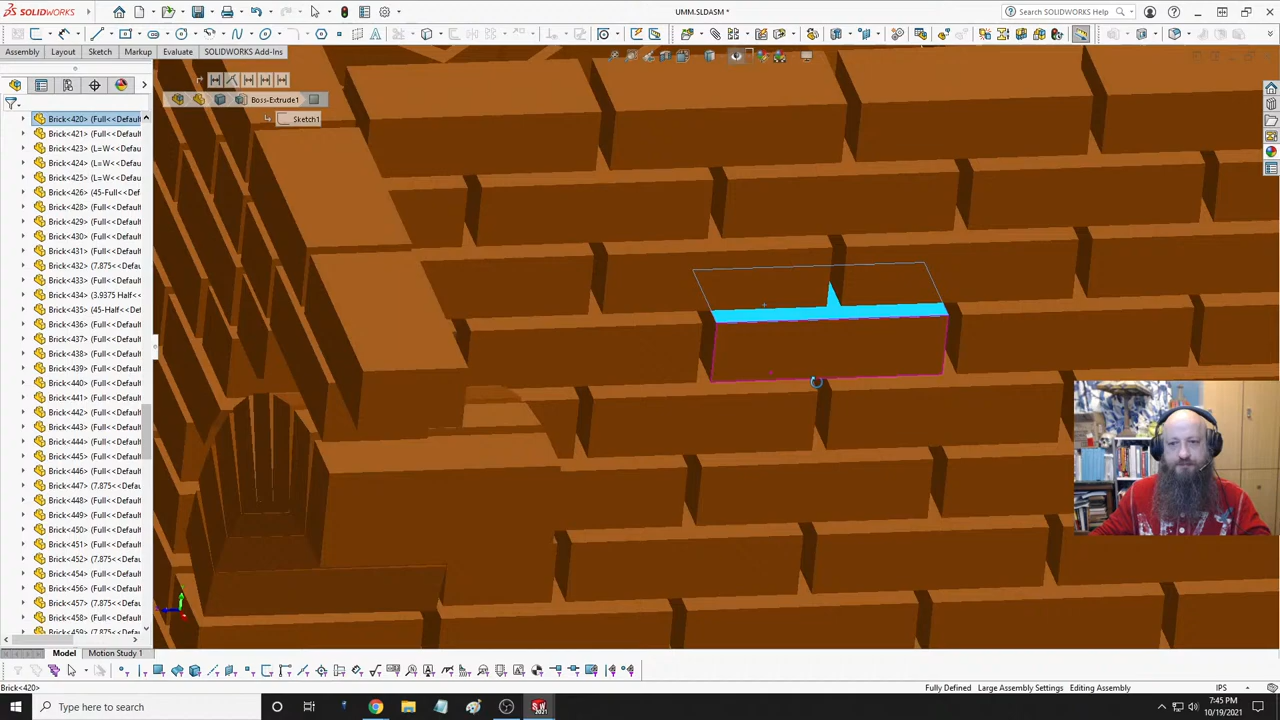 SOLIDWORKS
UMM.SLDASM *
Search SOLIDWORKS
Assembly
Layout
Sketch
Markup
Evaluate
SOLIDWORKS Add-Ins
Boss-Extrude1
Sketch1
Brick<420> (Full<<Default
Brick<421> (Full<<Default
Brick<423> (L=W<<Defau
Brick<424> (L=W<<Defau
Brick<425> (L=W<<Defau
Brick<426> (45-Full<<Def
Brick<428> (Full<<Default
Brick<429> (Full<<Default
Brick<430> (Full<<Default
Brick<431> (Full<<Default
Brick<432> (7.875<<Defau
Brick<433> (Full<<Default
Brick<434> (3.9375 Half<<
Brick<435> (45-Half<<Def
Brick<436> (Full<<Default
Brick<437> (Full<<Default
Brick<438> (Full<<Default
Brick<439> (Full<<Default
Brick<440> (Full<<Default
Brick<441> (Full<<Default
Brick<442> (Full<<Default
Brick<443> (Full<<Default
Brick<444> (Full<<Default
Brick<445> (Full<<Default
Brick<446> (Full<<Default
Brick<447> (7.875<<Defau
Brick<448> (Full<<Default
Brick<449> (Full<<Default
Brick<450> (Full<<Default
Brick<451> (Full<<Default
Brick<452> (7.875<<Defau
Brick<454> (Full<<Default
Brick<456> (Full<<Default
Brick<457> (7.875<<Defau
Brick<458> (Full<<Default
Brick<459> (7.875<<Defau
Model
Motion Study 1
Brick<420>
Fully Defined
Large Assembly Settings
Editing Assembly
IPS
Type here to search
7:45 PM
10/19/2021